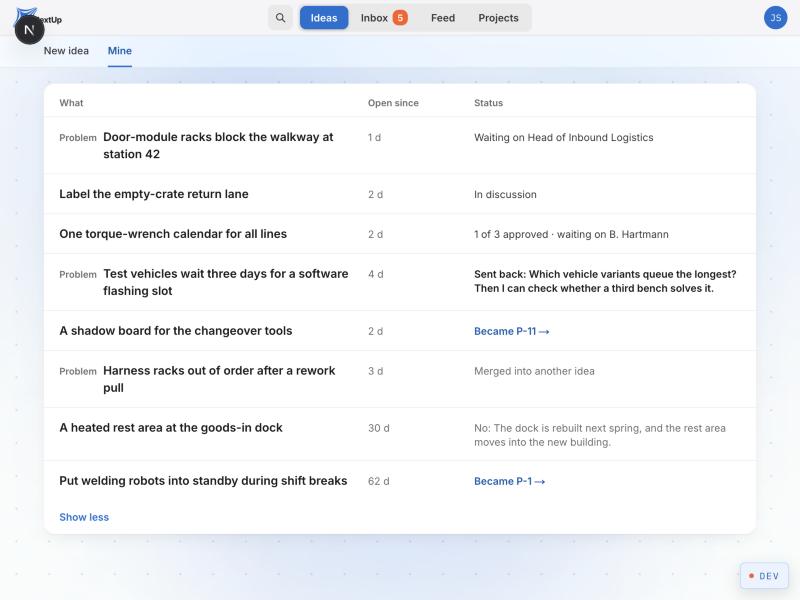 N
extUp
Ideas
Inbox 5
Feed
Projects
JS
New idea
Mine
What
Open since
Status
Problem Door-module racks block the walkway at
station 42
1 d
Waiting on Head of Inbound Logistics
Label the empty-crate return lane
2 d
In discussion
One torque-wrench calendar for all lines
2 d
1 of 3 approved · waiting on B. Hartmann
Problem Test vehicles wait three days for a software
flashing slot
4 d
Sent back: Which vehicle variants queue the longest?
Then I can check whether a third bench solves it.
A shadow board for the changeover tools
2 d
Became P-11 →
Problem Harness racks out of order after a rework
pull
3 d
Merged into another idea
A heated rest area at the goods-in dock
30 d
No: The dock is rebuilt next spring, and the rest area
moves into the new building.
Put welding robots into standby during shift breaks
62 d
Became P-1 →
Show less
DEV